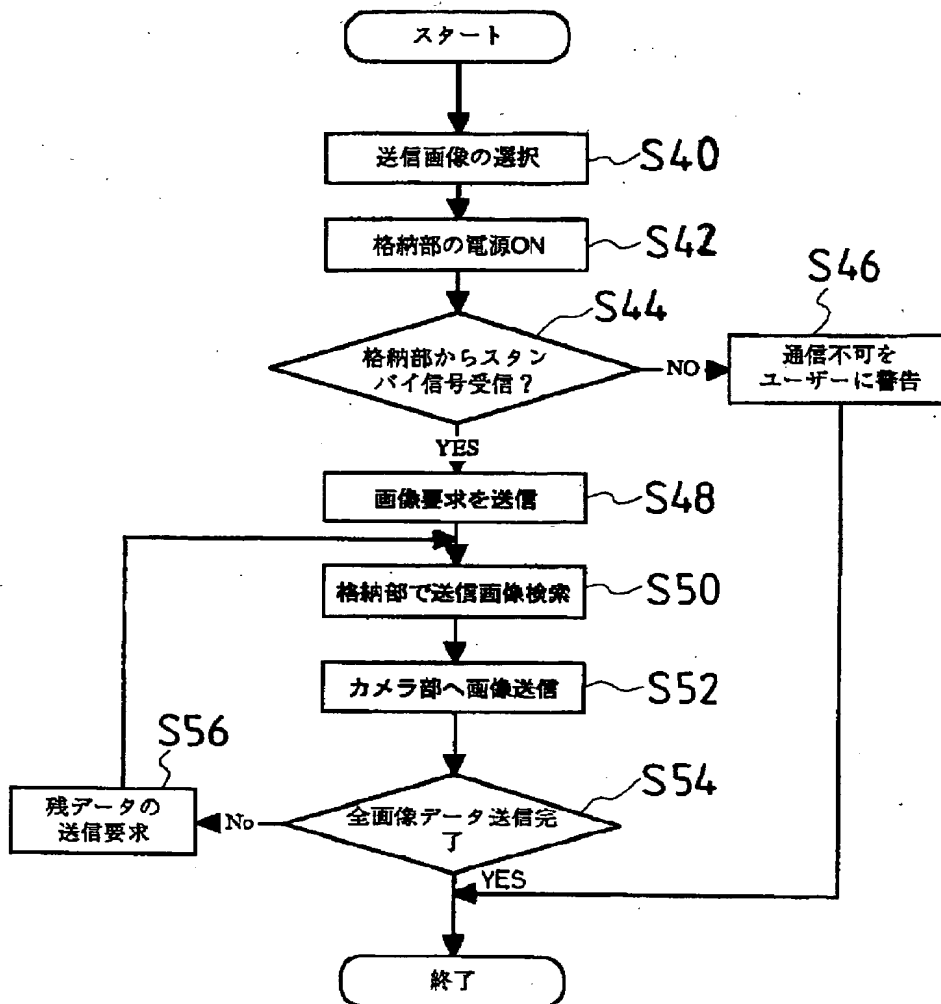 スタート
送信画像の選択
S40
格納部の電源ON
S42
S44
S46
格納部からスタン
バイ信号受信？
NO
通信不可を
ユーザーに警告
YES
画像要求を送信
S48
格納部で送信画像検索
S50
カメラ部へ画像送信
S52
S56
S54
残データの
送信要求
No
全画像データ送信完
了
YES
終了